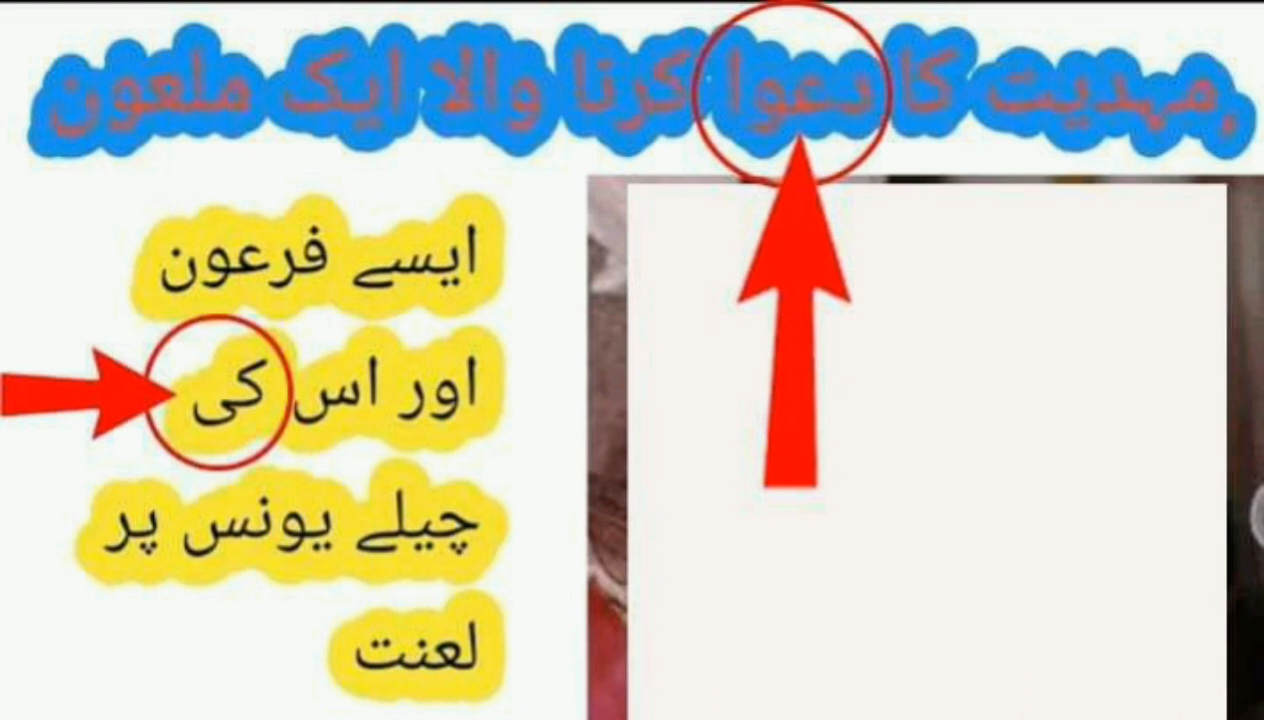 مہدیت کا دعوا کرنا والا ایک ملعون,
ایسے فرعون
اور اس کی
چیلے یونس پر
لعنت